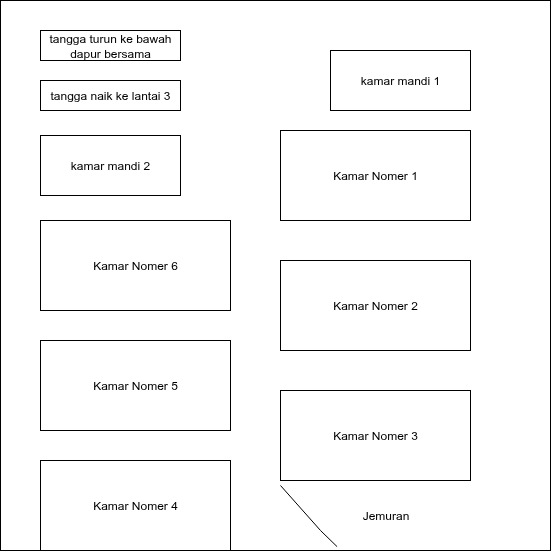 tangga turun ke bawah
dapur bersama
tangga naik ke lantai 3
kamar mandi 1
kamar mandi 2
Kamar Nomer 1
Kamar Nomer 6
Kamar Nomer 2
Kamar Nomer 5
Kamar Nomer 3
Kamar Nomer 4
Jemuran